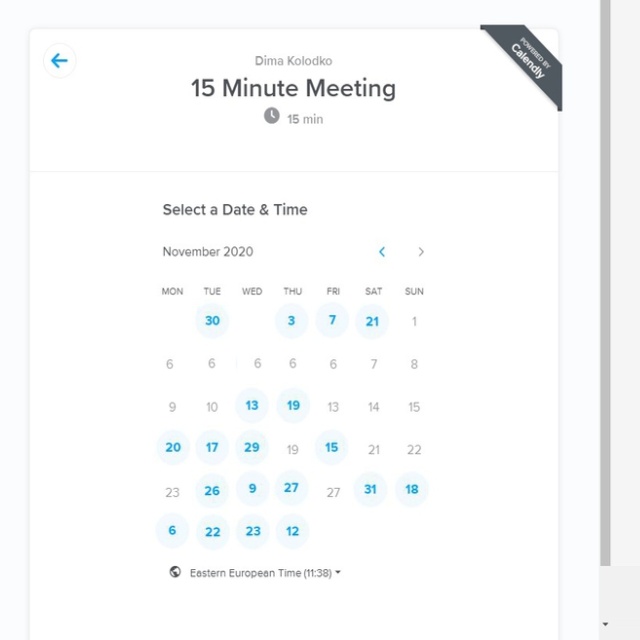 POWERED BY
Calendly
Dima Kolodko
15 Minute Meeting
15 min
Select a Date & Time
November 2020
MON TUE WED THU FRI SAT SUN
30 3 7 21 1
6 6 6 6 6 7 8
9 10 13 19 13 14 15
20 17 29 19 15 21 22
23 26 9 27 27 31 18
6 22 23 12
Eastern European Time (11:38)